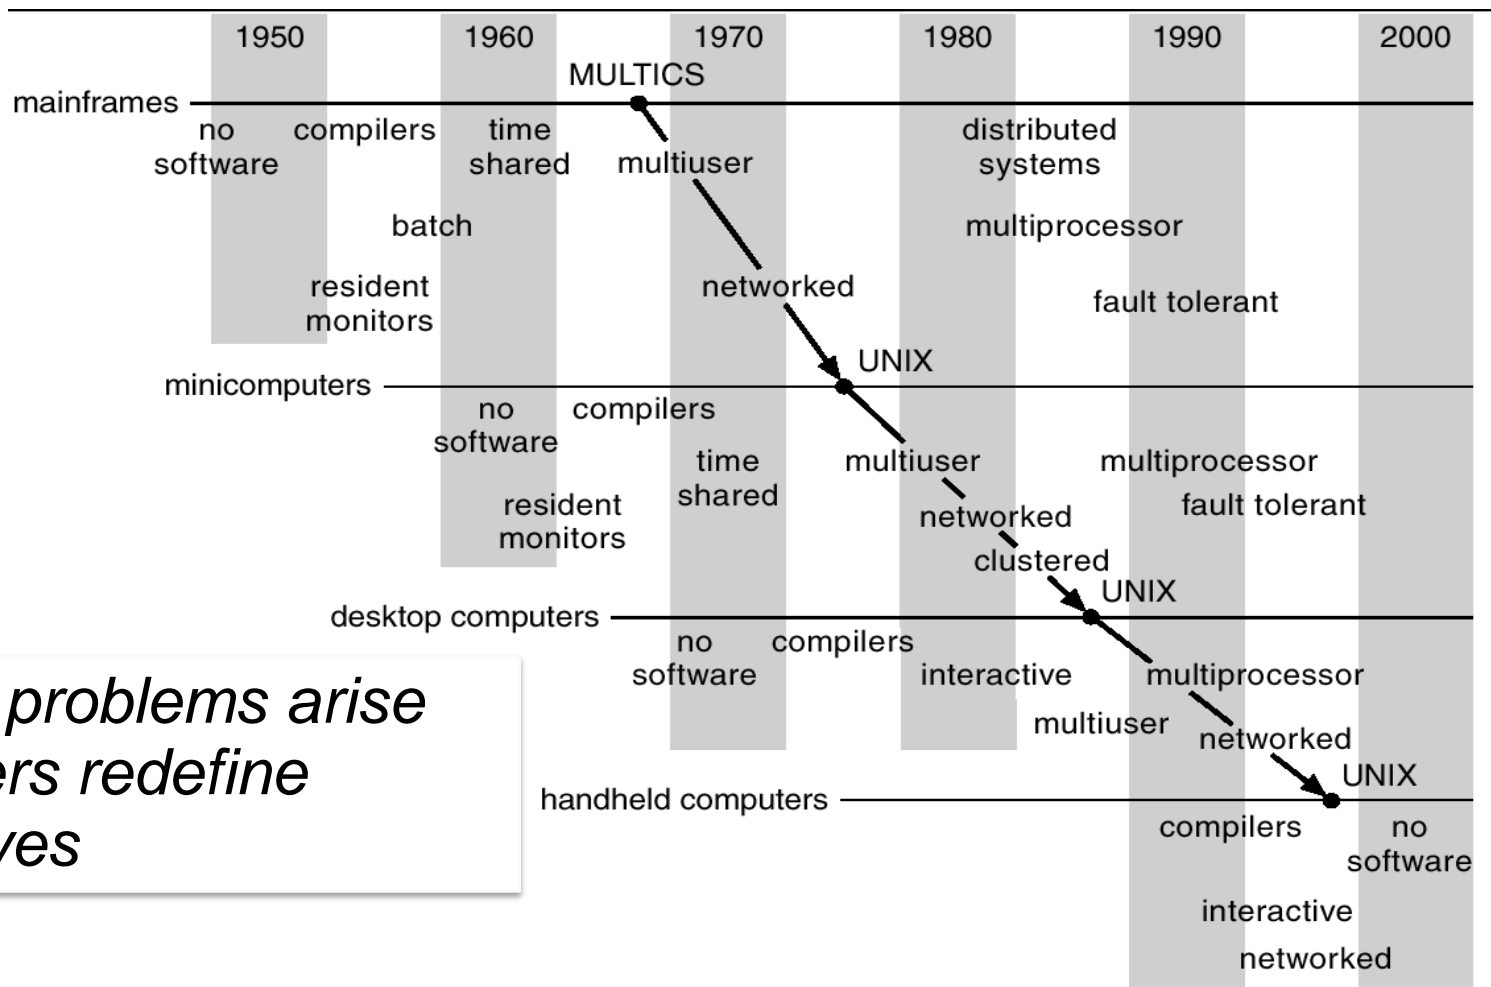 1950 1960 1970 1980 1990 2000
MULTICS
mainframes
no compilers time distributed
software shared multiuser systems
batch multiprocessor
resident networked
monitors fault tolerant
UNIX
minicomputers
no compilers
software
time multiuser multiprocessor
shared
resident fault tolerant
monitors networked
clustered
UNIX
desktop computers
no compilers
software interactive multiprocessor
problems arise
multiuser
networked
redefine
UNIX
handheld computers
compilers no
software
interactive
networked